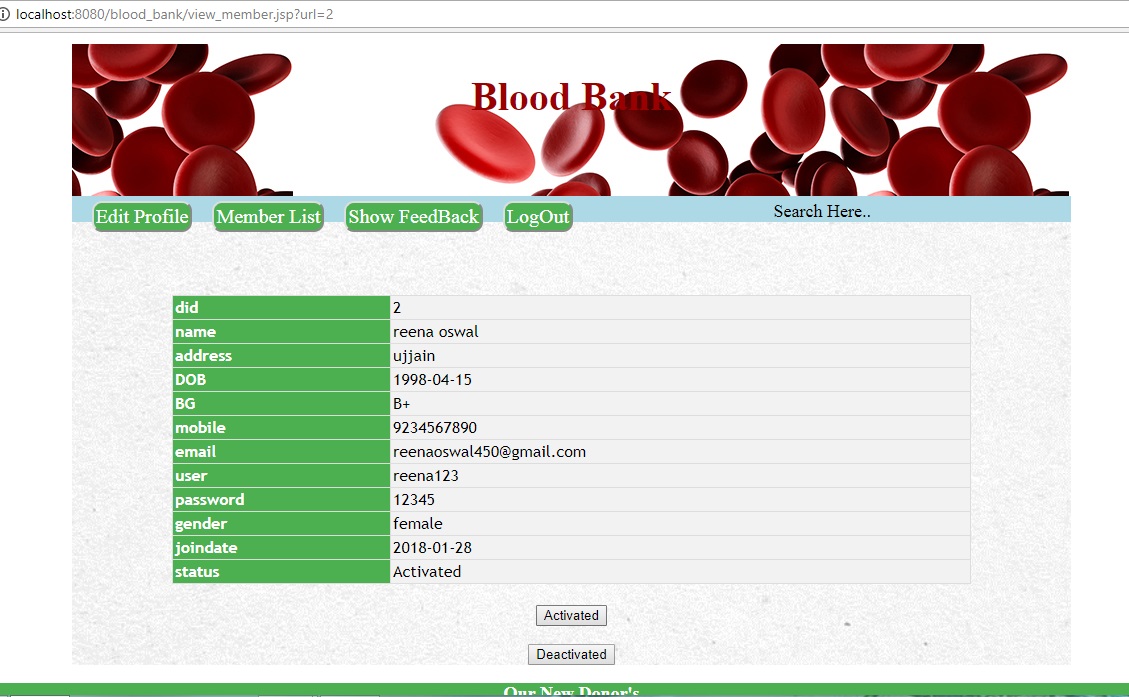 localhost:8080/blood_bank/view_member.jsp?url=2
Blood Bank
Edit Profile Member List Show FeedBack LogOut Search Here..
did 2
name reena oswal
address ujjain
DOB 1998-04-15
BG B+
mobile 9234567890
email reenaoswal450@gmail.com
user reena123
password 12345
gender female
joindate 2018-01-28
status Activated
Activated
Deactivated
Our New Donor's